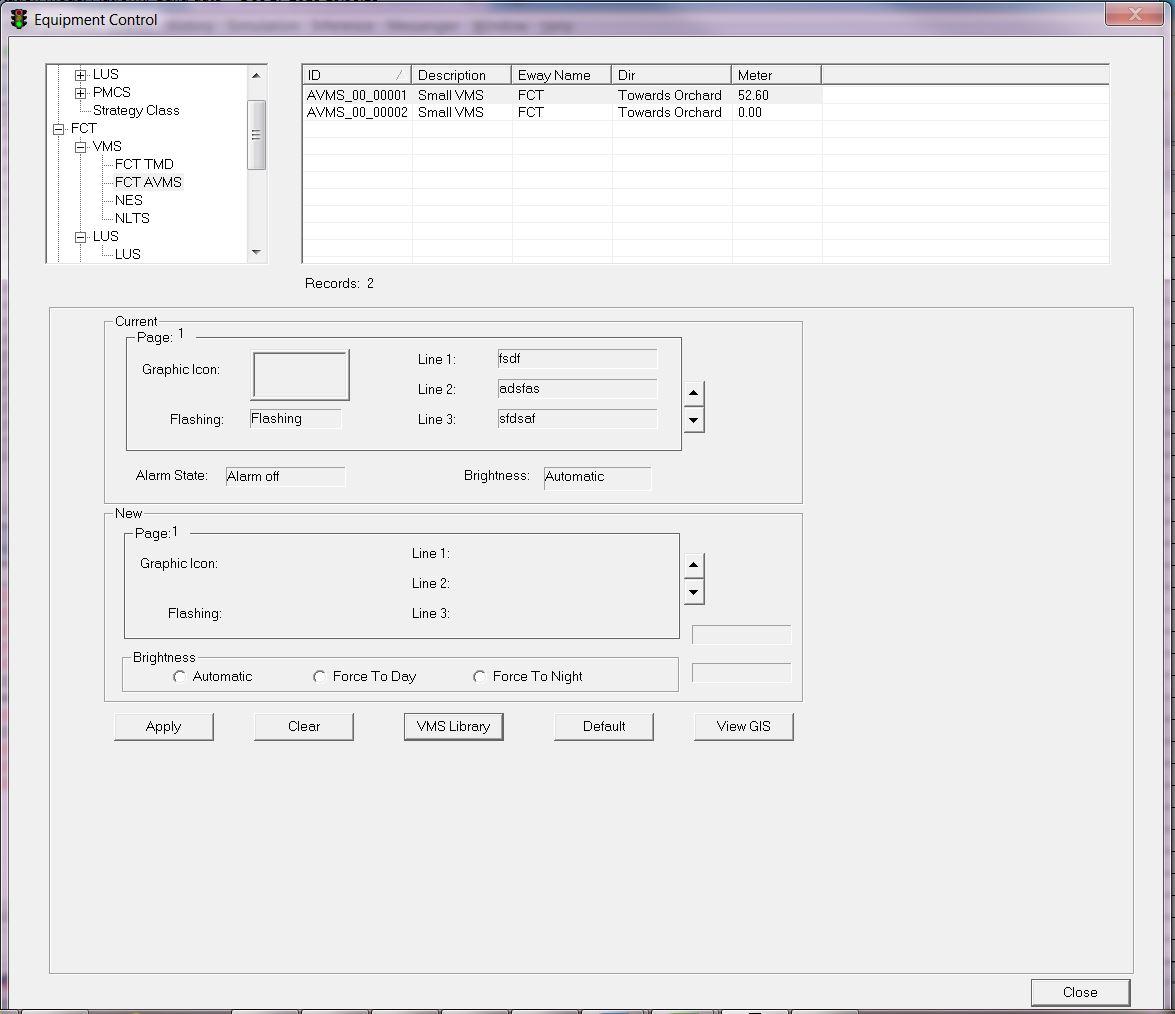 Equipment Control
LUS
PMCS
Strategy Class
FCT
VMS
FCT TMD
FCT AVMS
NES
NLTS
LUS
LUS
ID Description Eway Name Dir Meter
AVMS_00_00001 Small VMS FCT Towards Orchard 52.60
AVMS_00_00002 Small VMS FCT Towards Orchard 0.00
Records: 2
Current
Page: 1
Graphic Icon: Line 1: fsdf
Line 2: adsfas
Flashing: Flashing Line 3: sfdsaf
Alarm State: Alarm off Brightness: Automatic
New
Page:1
Graphic Icon: Line 1:
Line 2:
Flashing: Line 3:
Brightness
Automatic Force To Day Force To Night
Apply Clear VMS Library Default View GIS
Close